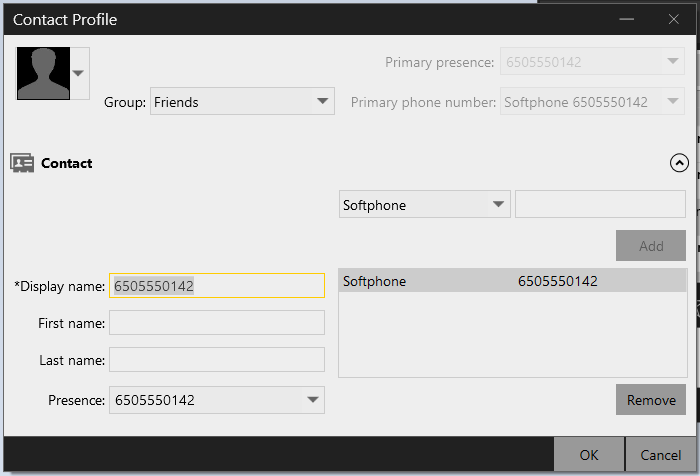 Contact Profile
Primary presence: 6505550142
Group: Friends
Primary phone number: Softphone 6505550142
Contact
Softphone
Add
*Display name: 6505550142
Softphone 6505550142
First name:
Last name:
Presence: 6505550142
Remove
OK
Cancel